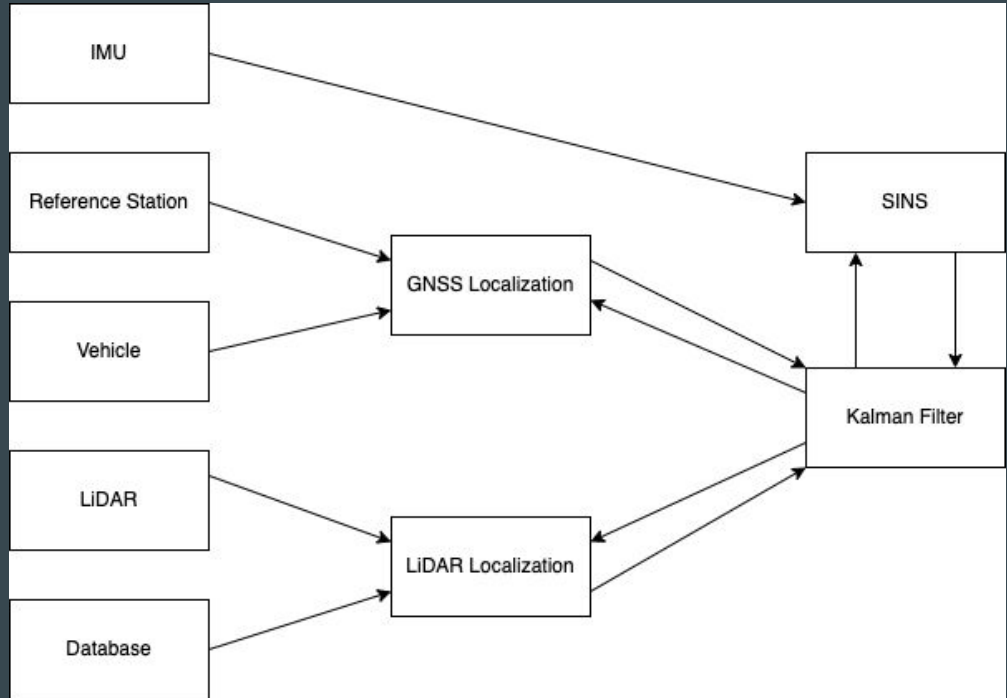 IMU
Reference Station
SINS
GNSS Localization
Vehicle
Kalman Filter
LiDAR
LiDAR Localization
Database